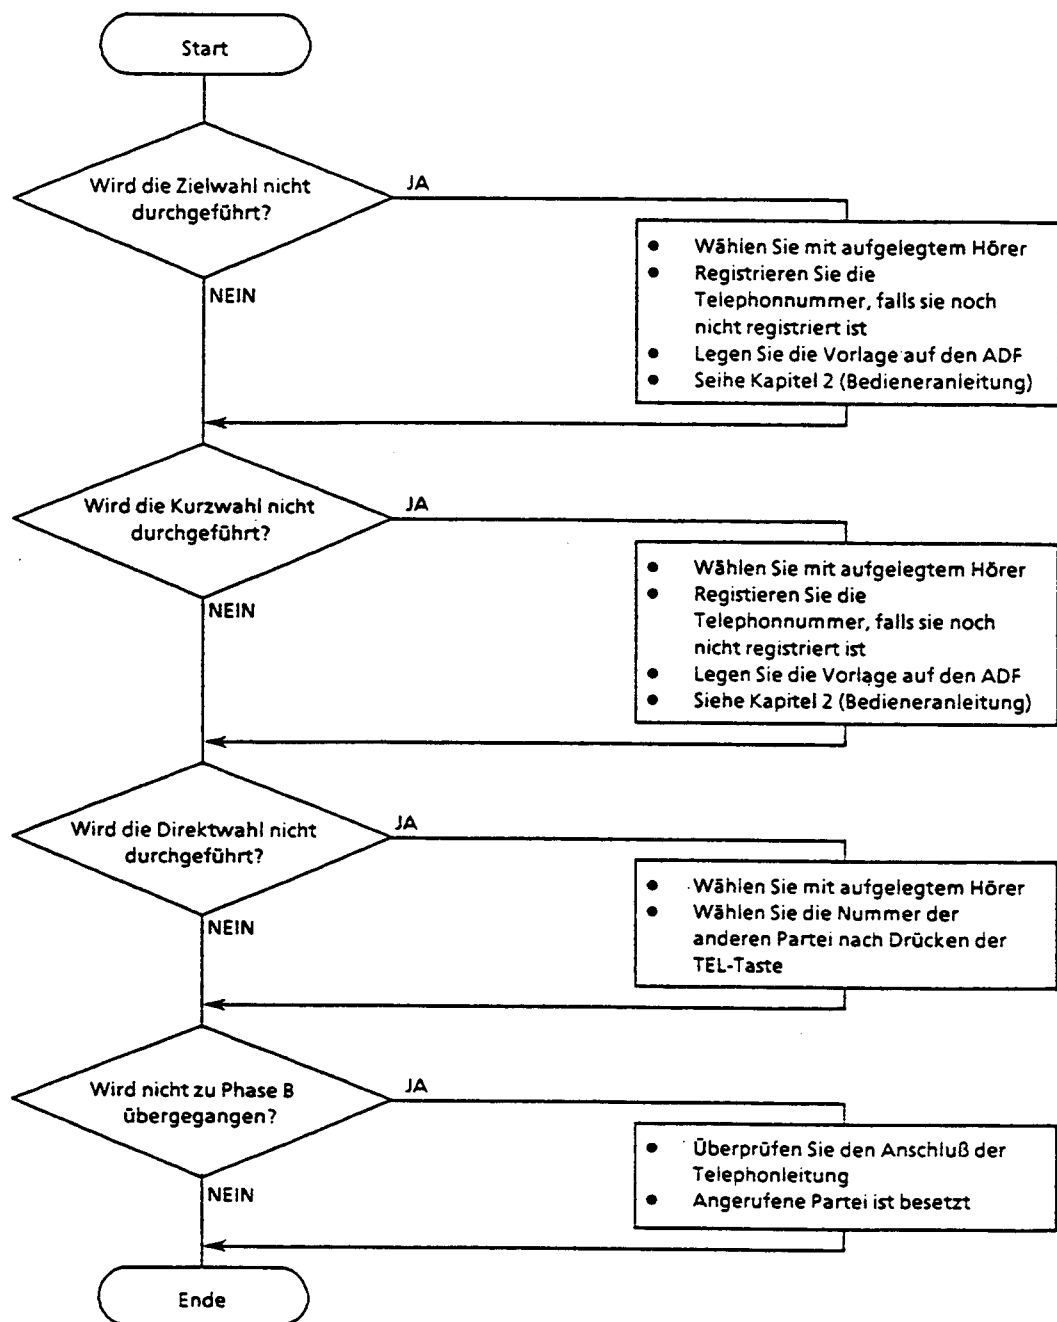 Start
Wird die Zielwahl nicht
durchgeführt?
JA
NEIN
● Wählen Sie mit aufgelegtem Hörer
● Registrieren Sie die
Telephonnummer, falls sie noch
nicht registriert ist
● Legen Sie die Vorlage auf den ADF
● Seihe Kapitel 2 (Bedieneranleitung)
Wird die Kurzwahl nicht
durchgeführt?
JA
NEIN
● Wählen Sie mit aufgelegtem Hörer
● Registieren Sie die
Telephonnummer, falls sie noch
nicht registriert ist
● Legen Sie die Vorlage auf den ADF
● Siehe Kapitel 2 (Bedieneranleitung)
Wird die Direktwahl nicht
durchgeführt?
JA
NEIN
● Wählen Sie mit aufgelegtem Hörer
● Wählen Sie die Nummer der
anderen Partei nach Drücken der
TEL-Taste
Wird nicht zu Phase B
übergegangen?
JA
NEIN
● Überprüfen Sie den Anschluß der
Telephonleitung
● Angerufene Partei ist besetzt
Ende